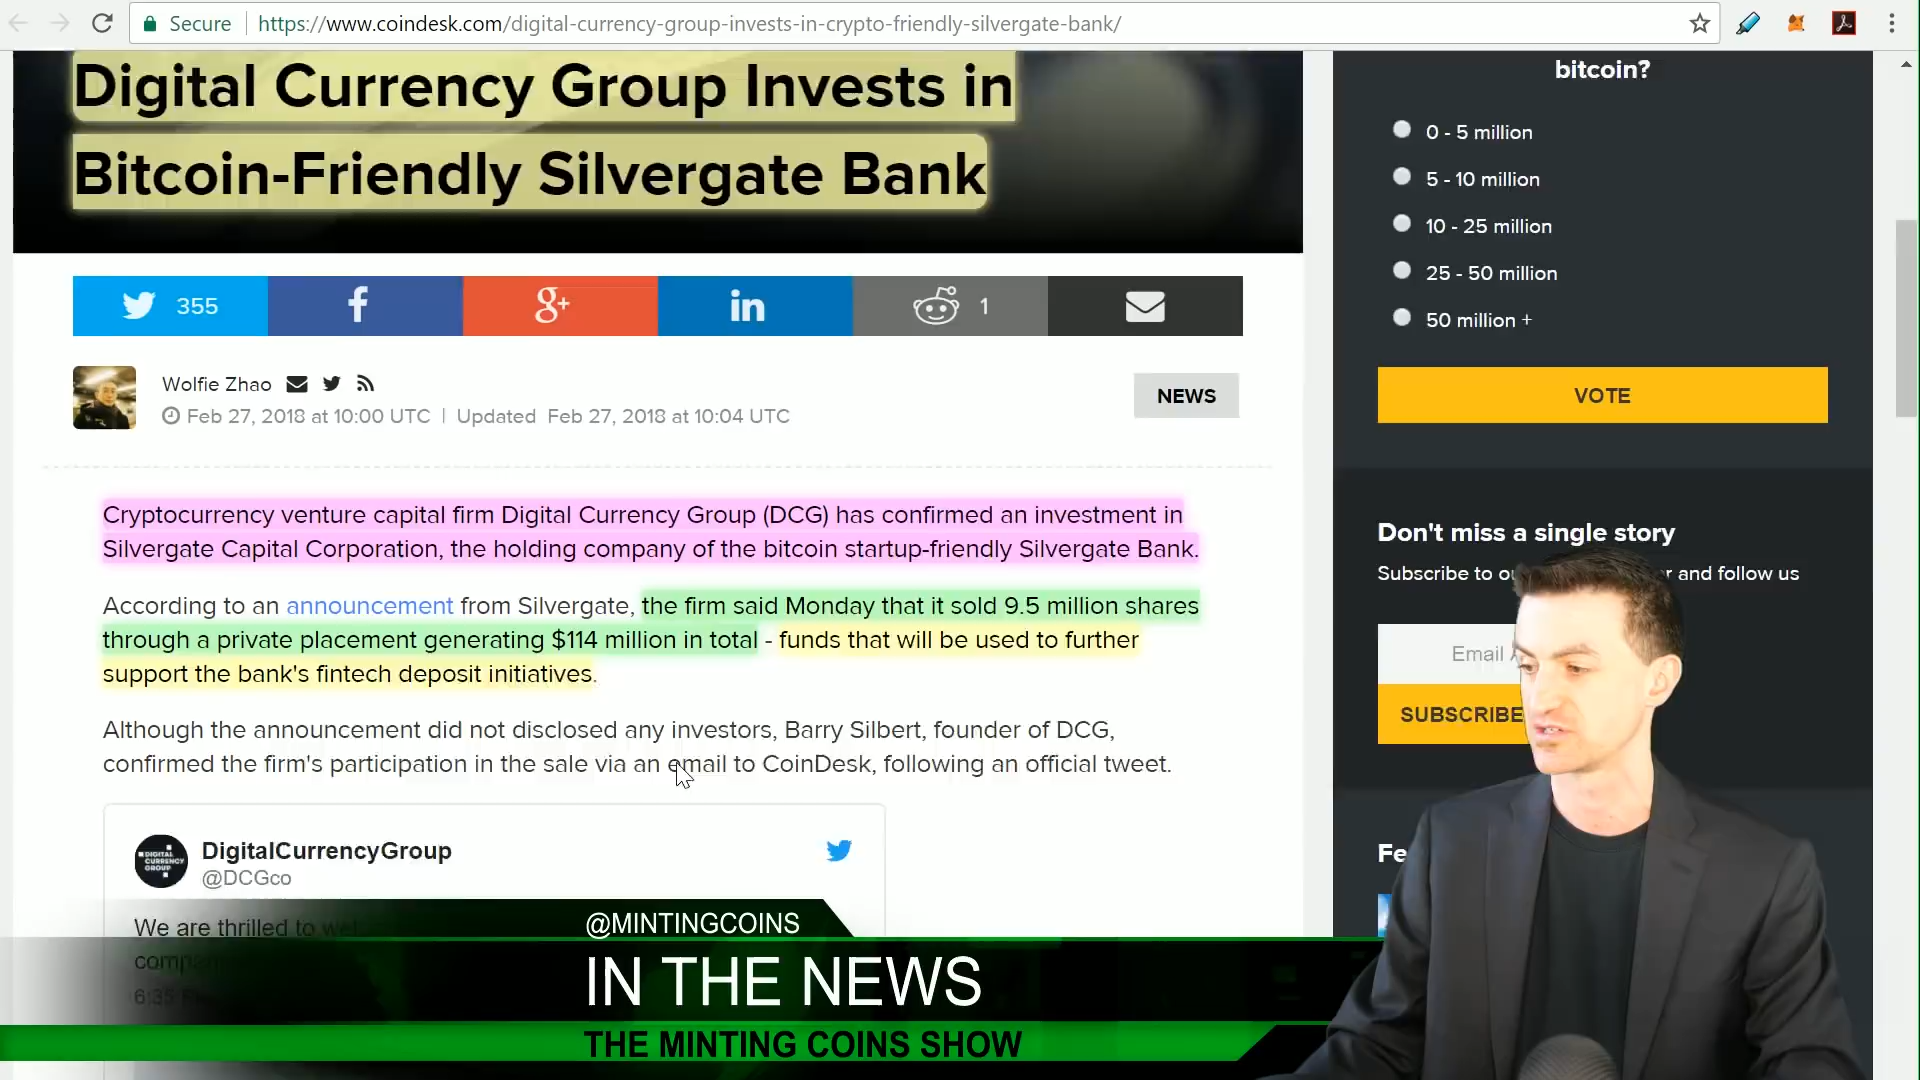 Secure
https://www.coindesk.com/digital-currency-group-invests-in-crypto-friendly-silvergate-bank/
Digital Currency Group Invests in
Bitcoin-Friendly Silvergate Bank
355
1
Wolfie Zhao
Feb 27, 2018 at 10:00 UTC | Updated Feb 27, 2018 at 10:04 UTC
NEWS
Cryptocurrency venture capital firm Digital Currency Group (DCG) has confirmed an investment in
Silvergate Capital Corporation, the holding company of the bitcoin startup-friendly Silvergate Bank.
According to an announcement from Silvergate, the firm said Monday that it sold 9.5 million shares
through a private placement generating $114 million in total - funds that will be used to further
support the bank's fintech deposit initiatives.
Although the announcement did not disclosed any investors, Barry Silbert, founder of DCG,
confirmed the firm's participation in the sale via an email to CoinDesk, following an official tweet.
DIGITAL
CURRENCY
GROUP
DigitalCurrencyGroup
@DCGco
We are thrilled to
bitcoin?
0 - 5 million
5 - 10 million
10 - 25 million
25 - 50 million
50 million +
VOTE
Don't miss a single story
Subscribe to and follow us
Email
SUBSCRIBE
@MINTINGCOINS
IN THE NEWS
THE MINTING COINS SHOW